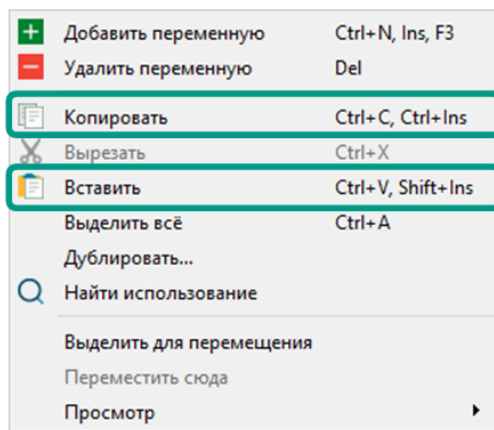 Добавить переменную Ctrl+N, Ins, F3
Удалить переменную Del
Копировать Ctrl+C, Ctrl+Ins
Вырезать Ctrl+X
Вставить Ctrl+V, Shift+Ins
Выделить всё Ctrl+A
Дублировать...
Найти использование
Выделить для перемещения
Переместить сюда
Просмотр